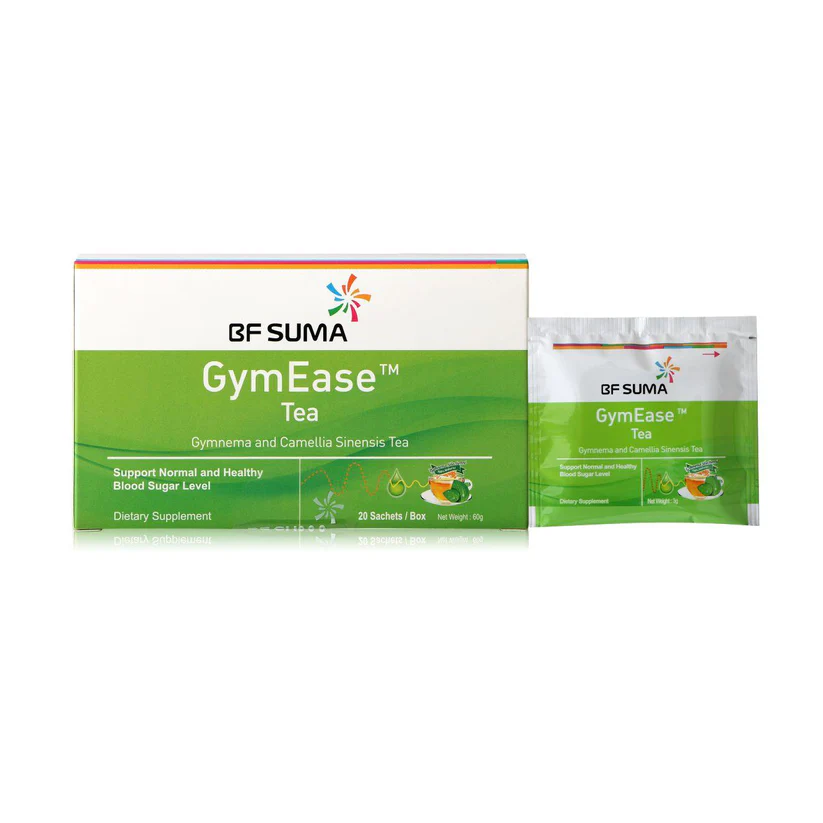 BF SUMA
GymEase™
Tea
Gymnema and Camellia Sinensis Tea
Support Normal and Healthy
Blood Sugar Level
Dietary Supplement
20 Sachets / Box
Net Weight : 60g
BF SUMA
GymEase™
Tea
Gymnema and Camellia Sinensis Tea
Support Normal and Healthy
Blood Sugar Level
Dietary Supplement
Net Weight : 3g